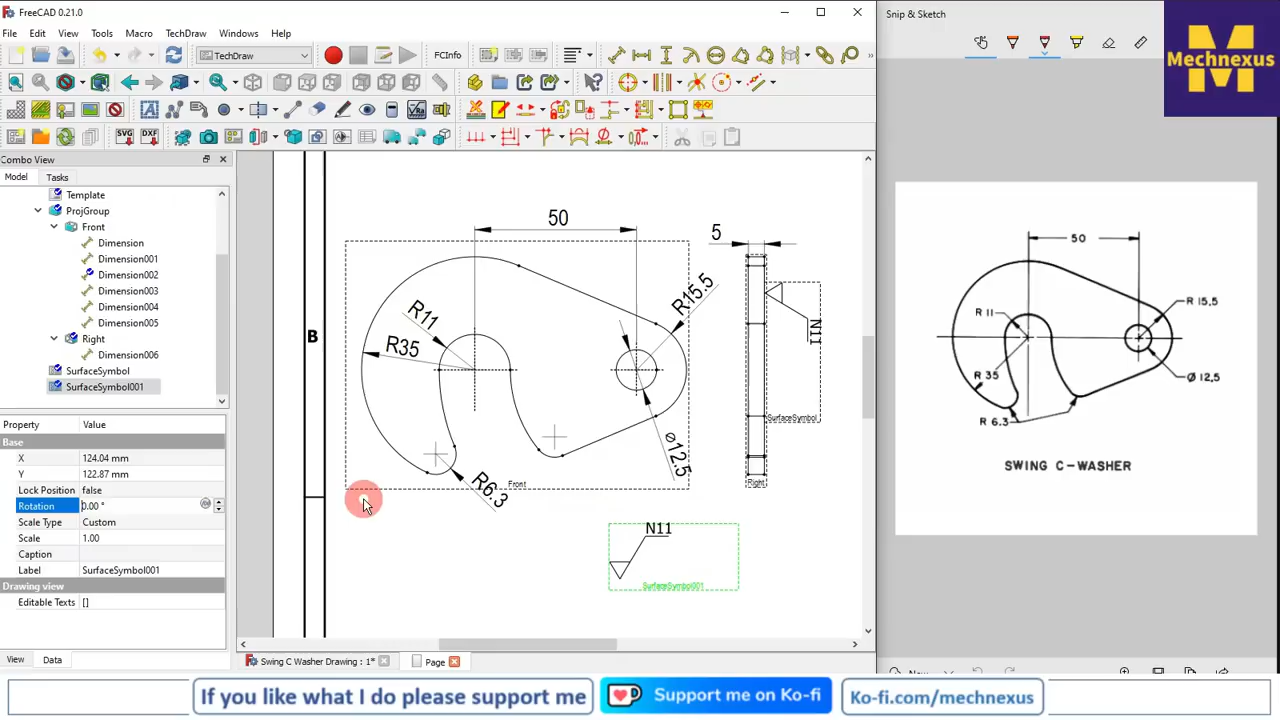 FreeCAD 0.21.0
File Edit View Tools Macro TechDraw Windows Help
TechDraw
FCInfo
»
SVG DXF
Combo View
Model Tasks
Template
ProjGroup
Front
Dimension
Dimension001
Dimension002
Dimension003
Dimension004
Dimension005
Right
Dimension006
SurfaceSymbol
SurfaceSymbol001
Property Value
Base
X 124.04 mm
Y 122.87 mm
Lock Position false
Rotation 0.00 °
Scale Type Custom
Scale 1.00
Caption
Label SurfaceSymbol001
Drawing view
Editable Texts []
View Data
B
50
5
R11
R35
R15.5
⌀12.5
R6.3
Front
Right
N11
SurfaceSymbol
N11
SurfaceSymbol001
Swing C Washer Drawing : 1*
Page
Snip & Sketch
Mechnexus
50
R 15,5
R 11
R 35
Ø 12,5
R 6.3
SWING C-WASHER
New
If you like what I do please support me
Support me on Ko-fi
Ko-fi.com/mechnexus